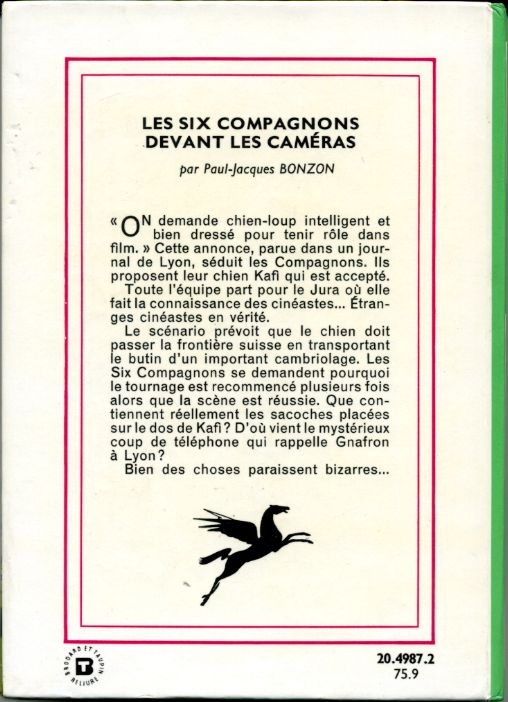 LES SIX COMPAGNONS
DEVANT LES CAMÉRAS
par Paul-Jacques BONZON
« ON demande chien-loup intelligent et
bien dressé pour tenir rôle dans
film. » Cette annonce, parue dans un jour-
nal de Lyon, séduit les Compagnons. Ils
proposent leur chien Kafi qui est accepté.
Toute l'équipe part pour le Jura où elle
fait la connaissance des cinéastes... Étran-
ges cinéastes en vérité.
Le scénario prévoit que le chien doit
passer la frontière suisse en transportant
le butin d'un important cambriolage. Les
Six Compagnons se demandent pourquoi
le tournage est recommencé plusieurs fois
alors que la scène est réussie. Que con-
tiennent réellement les sacoches placées
sur le dos de Kafi? D'où vient le mystérieux
coup de téléphone qui rappelle Gnafron
à Lyon?
Bien des choses paraissent bizarres...
BRODARD ET TAUPIN
BT
RELIURE
20.4987.2
75.9